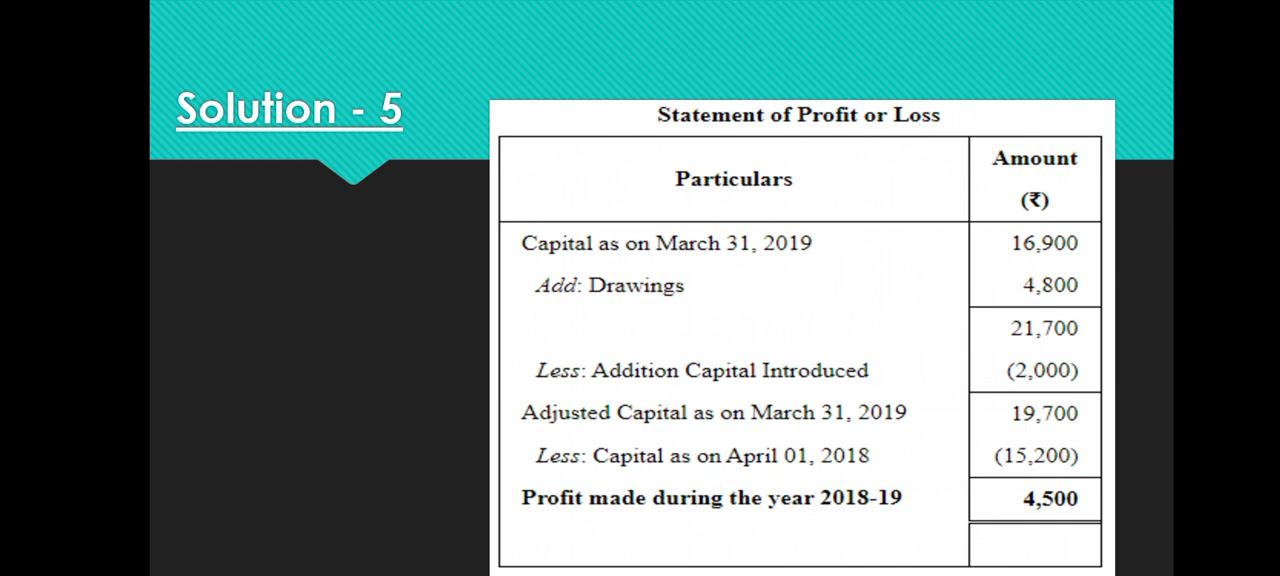 Solution - 5
Statement of Profit or Loss
Particulars Amount (₹)
Capital as on March 31, 2019 16,900
Add: Drawings 4,800
21,700
Less: Addition Capital Introduced (2,000)
Adjusted Capital as on March 31, 2019 19,700
Less: Capital as on April 01, 2018 (15,200)
Profit made during the year 2018-19 4,500